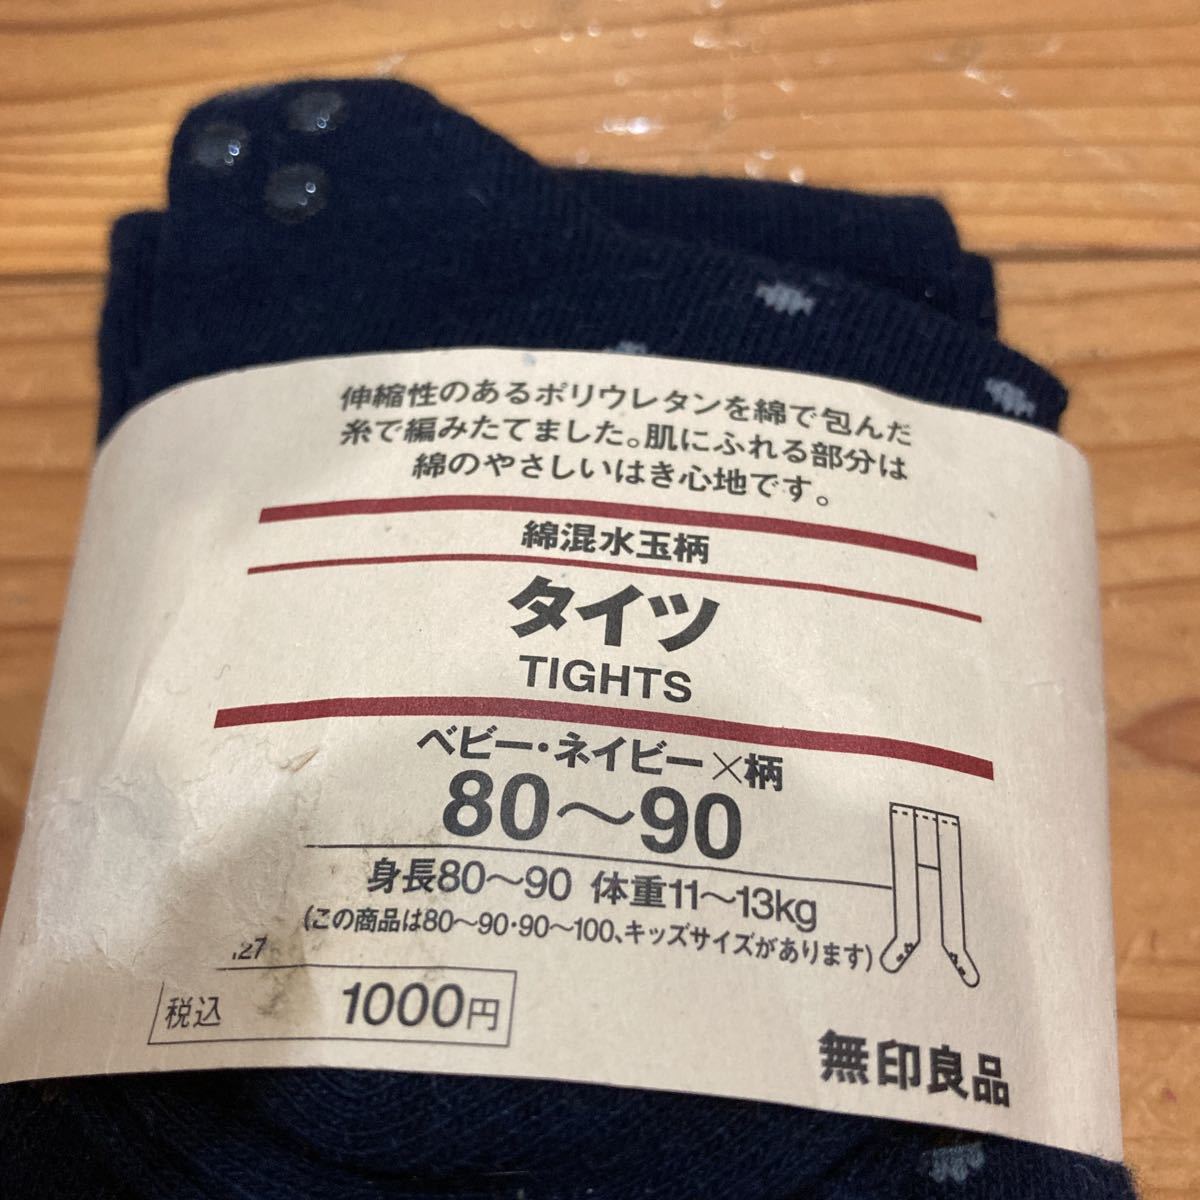 伸縮性のあるポリウレタンを綿で包んだ
糸で編みたてました。肌にふれる部分は
綿のやさしいはき心地です。
綿混水玉柄
タイツ
TIGHTS
ベビー・ネイビー×柄
80〜90
身長80〜90 体重11〜13kg
(この商品は80〜90・90〜100、キッズサイズがあります)
.27
税込 1000円
無印良品